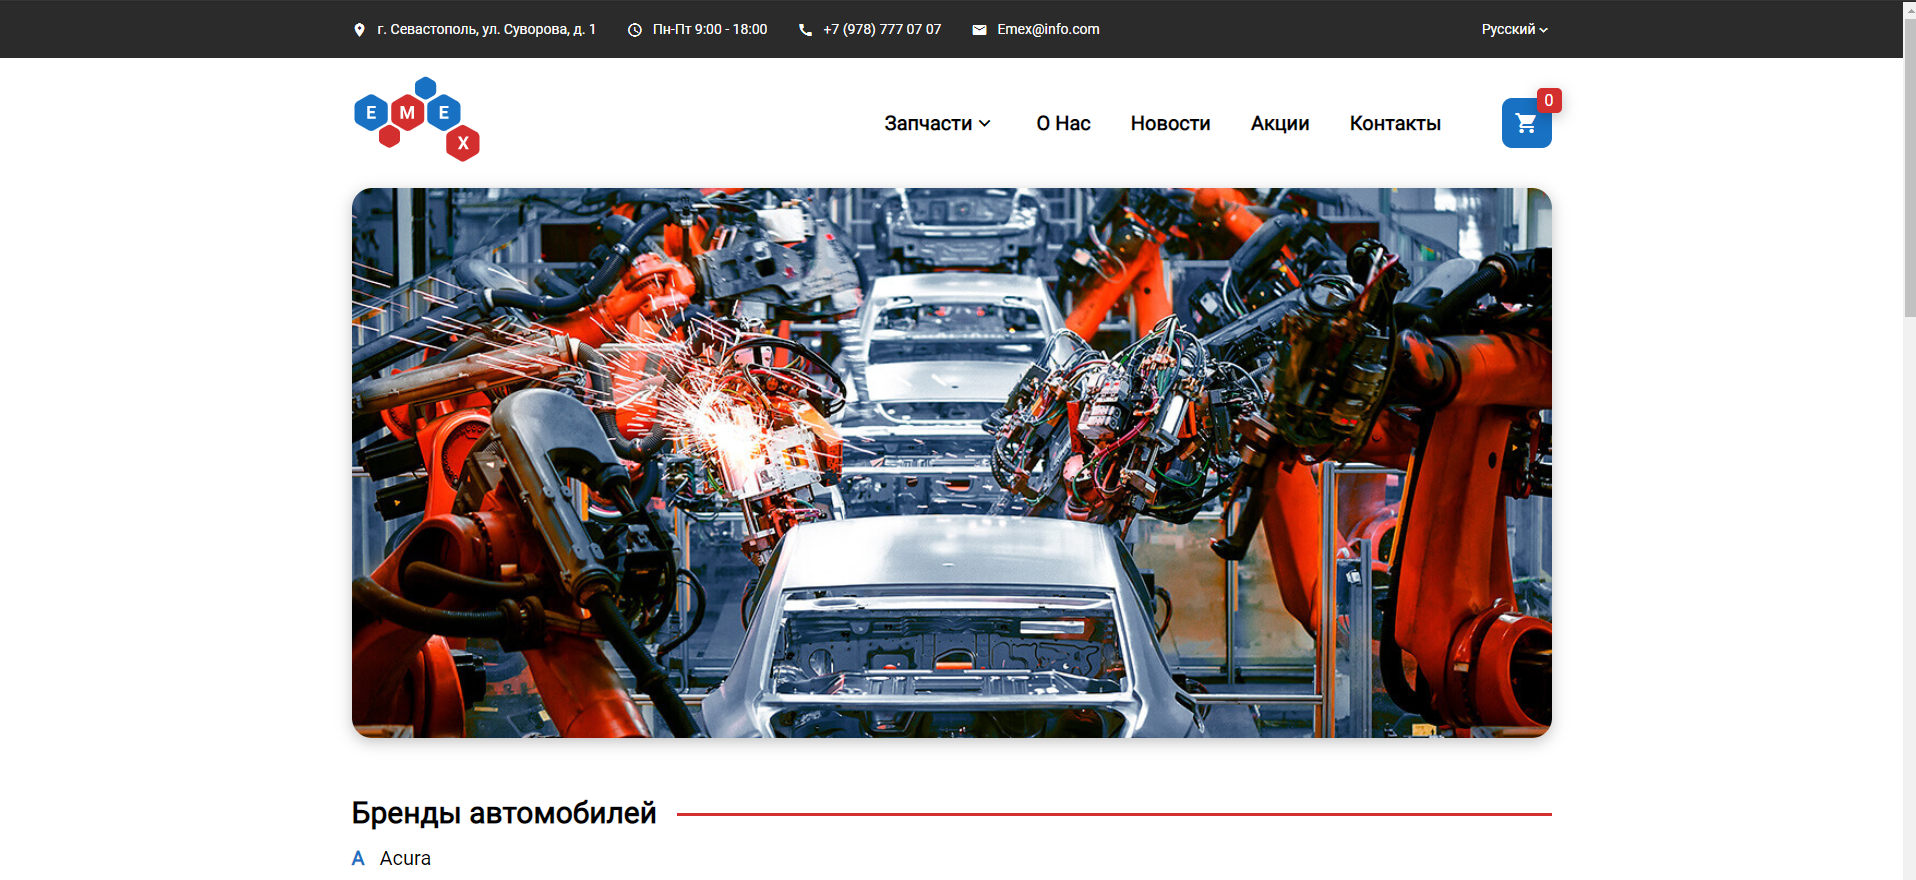 г. Севастополь, ул. Суворова, д. 1 Пн-Пт 9:00 - 18:00 +7 (978) 777 07 07 Emex@info.com Русский
E M E X
Запчасти О Нас Новости Акции Контакты 0
Бренды автомобилей
A Acura